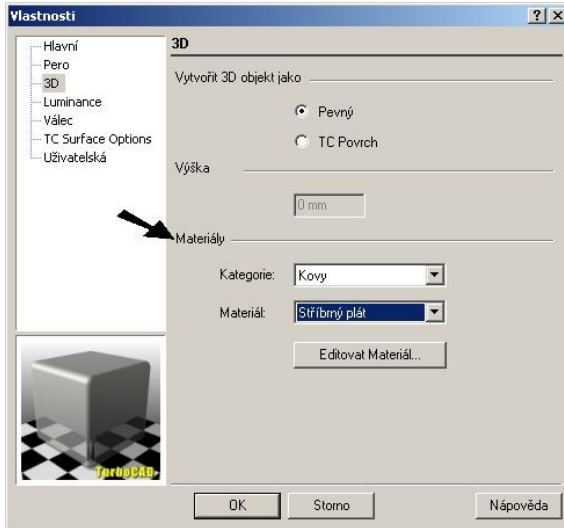 Vlastnosti
Hlavní
Pero
3D
Luminance
Válec
TC Surface Options
Uživatelská
3D
Vytvořit 3D objekt jako
Pevný
TC Povrch
Výška
0 mm
Materiály
Kategorie: Kovy
Materiál: Stříbrný plát
Editovat Materiál...
TurboCAD
OK Storno Nápověda